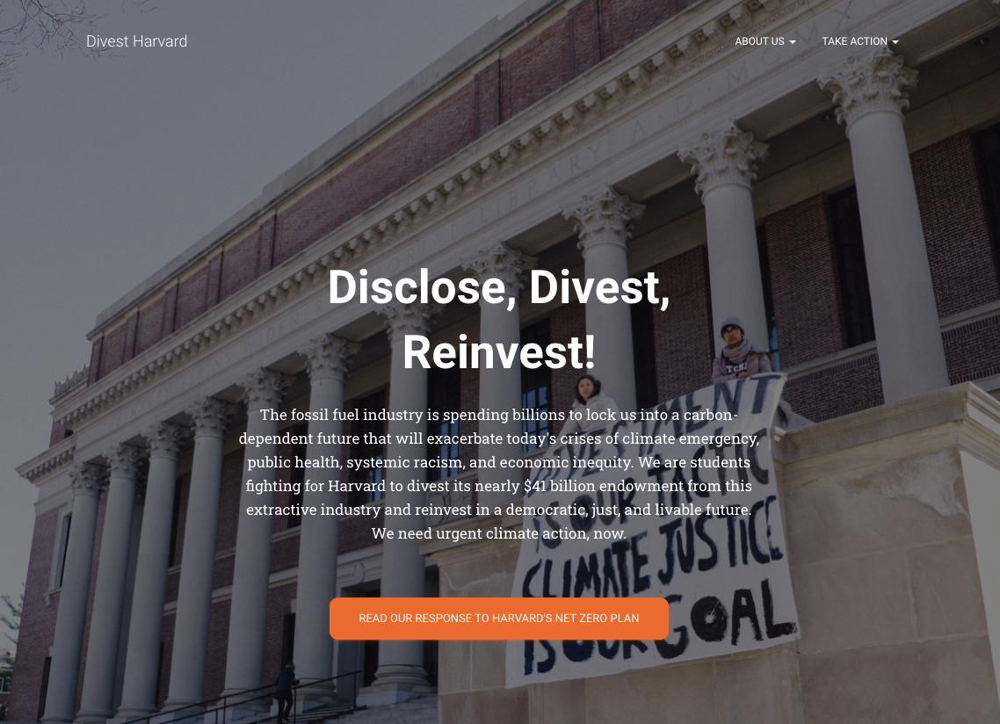 Divest Harvard
ABOUT US
TAKE ACTION
Disclose, Divest,
Reinvest!
The fossil fuel industry is spending billions to lock us into a carbon-
dependent future that will exacerbate today's crises of climate emergency,
public health, systemic racism, and economic inequity. We are students
fighting for Harvard to divest its nearly $41 billion endowment from this
extractive industry and reinvest in a democratic, just, and livable future.
We need urgent climate action, now.
READ OUR RESPONSE TO HARVARD'S NET ZERO PLAN
IS OUR TACTIC
CLIMATE JUSTICE
IS OUR GOAL
LIBRARY